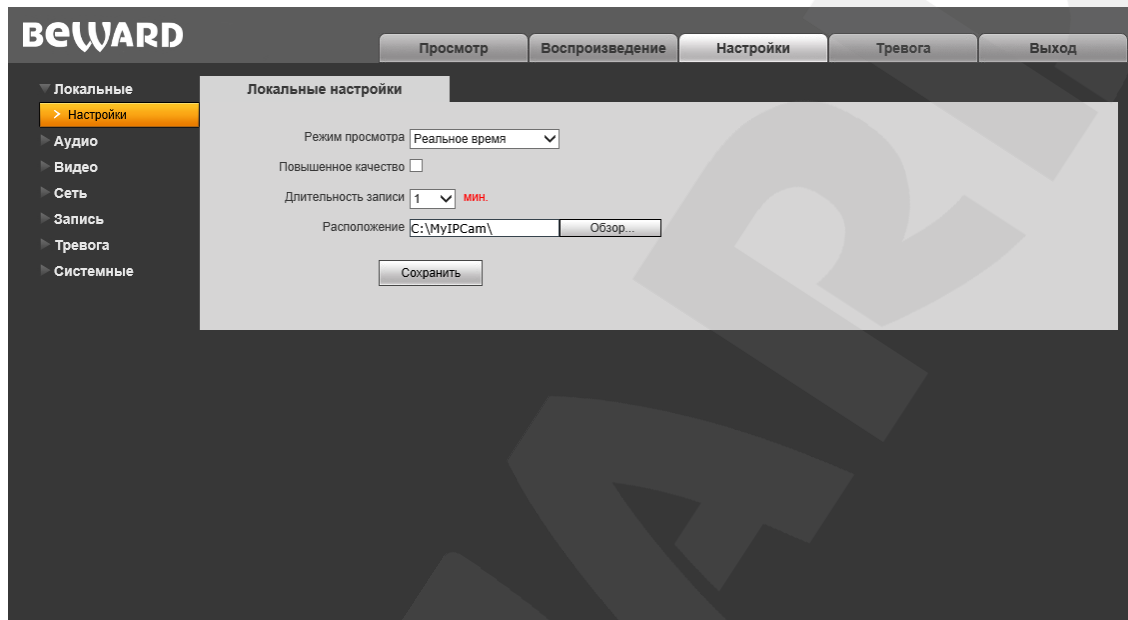 BEWARD
Просмотр Воспроизведение Настройки Тревога Выход
Локальные
> Настройки
Аудио
Видео
Сеть
Запись
Тревога
Системные
Локальные настройки
Режим просмотра Реальное время
Повышенное качество
Длительность записи 1 мин.
Расположение C:\MyIPCam\ Обзор...
Сохранить